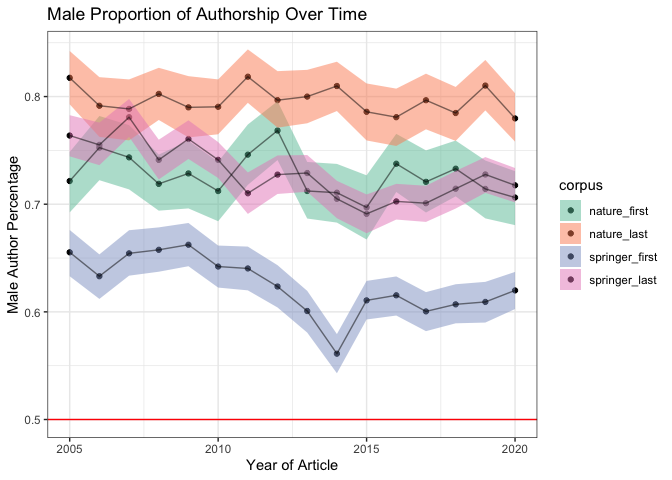 Male Proportion of Authorship Over Time
Male Author Percentage
0.8
0.7
0.6
0.5
2005
2010
2015
2020
Year of Article
corpus
nature_first
nature_last
springer_first
springer_last